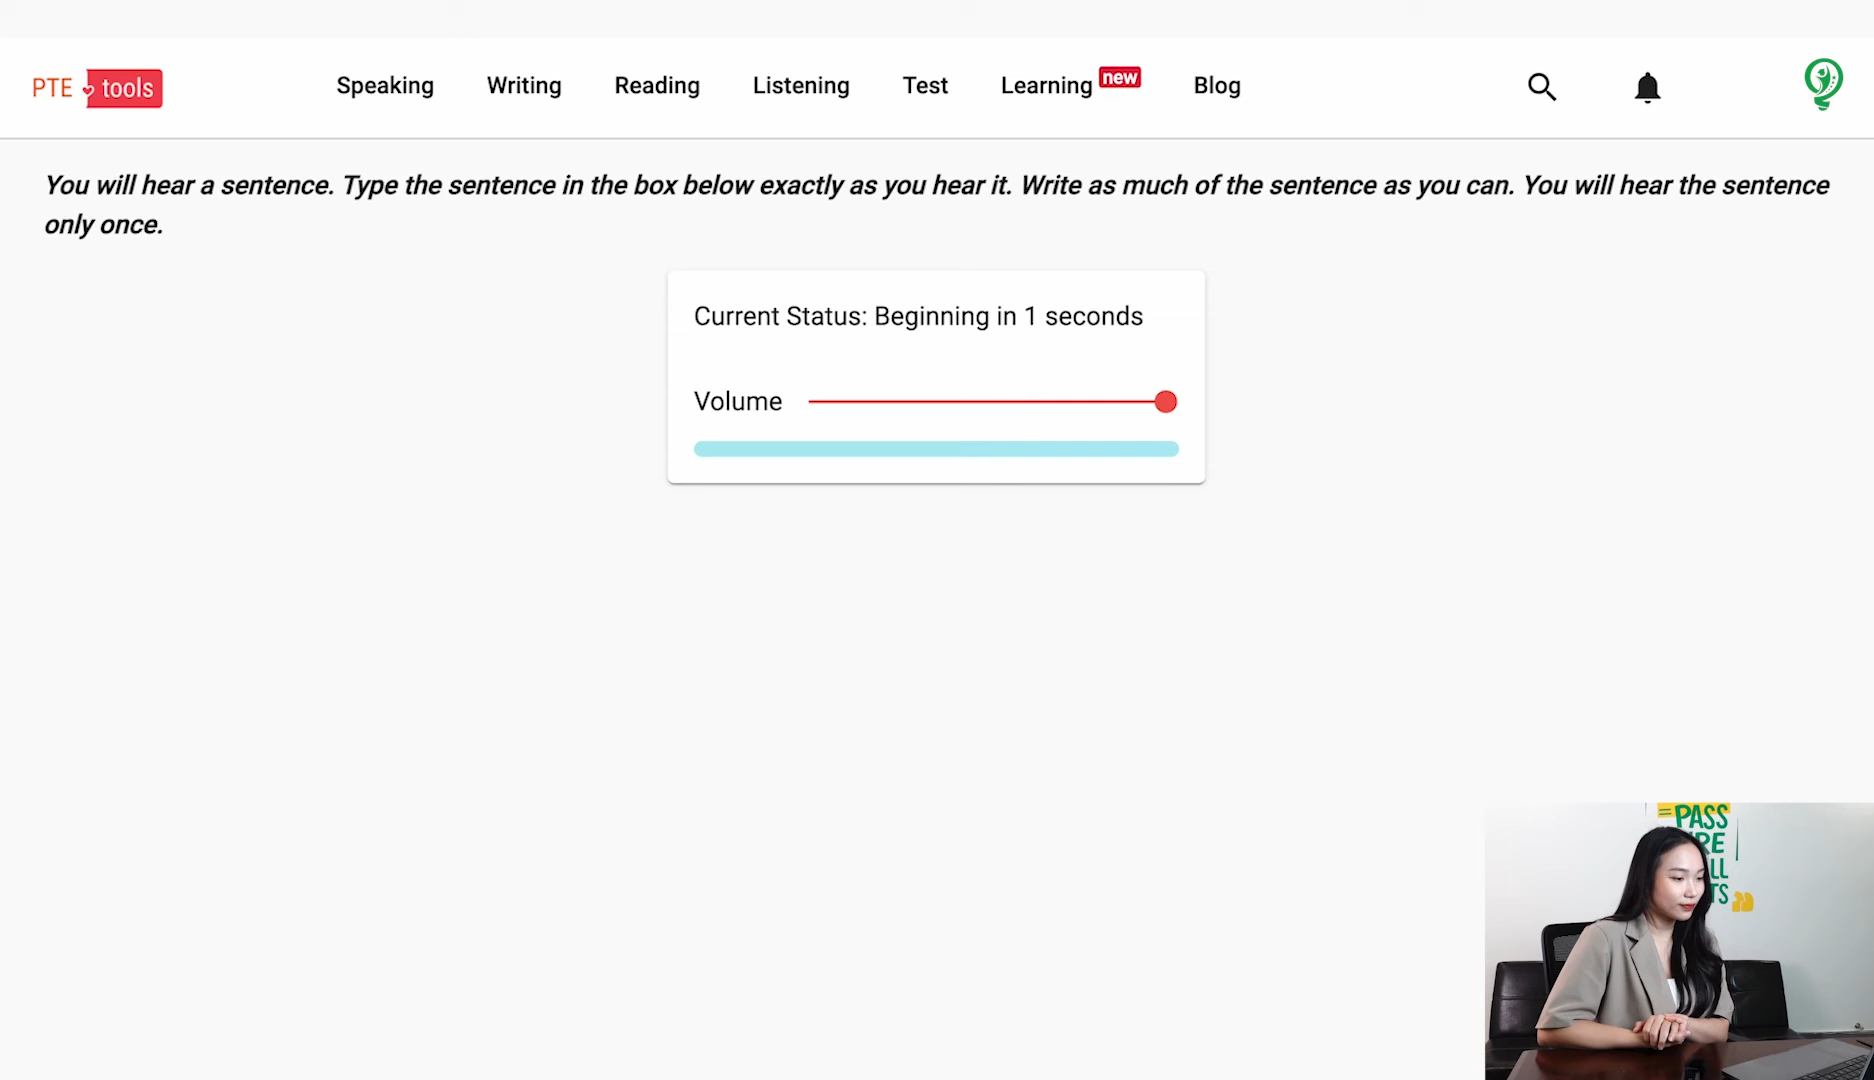 PTE tools
Speaking
Writing
Reading
Listening
Test
Learning new
Blog
You will hear a sentence. Type the sentence in the box below exactly as you hear it. Write as much of the sentence as you can. You will hear the sentence
only once.
Current Status: Beginning in 1 seconds
Volume
PASS